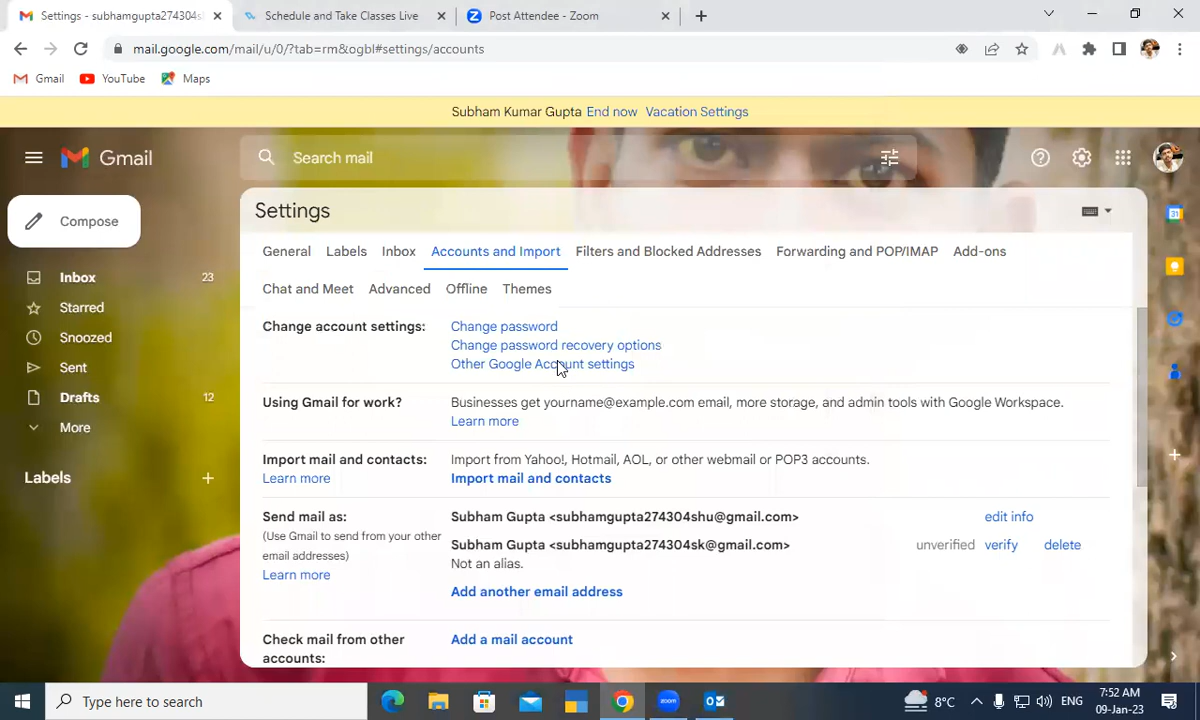 Settings - subhamgupta274304s
Schedule and Take Classes Live
Post Attendee - Zoom
mail.google.com/mail/u/0/?tab=rm&ogbl#settings/accounts
Gmail
YouTube
Maps
Subham Kumar Gupta End now Vacation Settings
Gmail
Search mail
Compose
Settings
General
Labels
Inbox
Accounts and Import
Filters and Blocked Addresses
Forwarding and POP/IMAP
Add-ons
Chat and Meet
Advanced
Offline
Themes
Inbox 23
Starred
Snoozed
Sent
Drafts 12
More
Labels
Change account settings:
Change password
Change password recovery options
Other Google Account settings
Using Gmail for work?
Businesses get yourname@example.com email, more storage, and admin tools with Google Workspace.
Learn more
Import mail and contacts:
Learn more
Import from Yahoo!, Hotmail, AOL, or other webmail or POP3 accounts.
Import mail and contacts
Send mail as:
(Use Gmail to send from your other
email addresses)
Learn more
Subham Gupta <subhamgupta274304shu@gmail.com>
edit info
Subham Gupta <subhamgupta274304sk@gmail.com>
Not an alias.
unverified verify delete
Add another email address
Check mail from other
accounts:
Add a mail account
31
Type here to search
zoom
8°C
ENG
7:52 AM
09-Jan-23